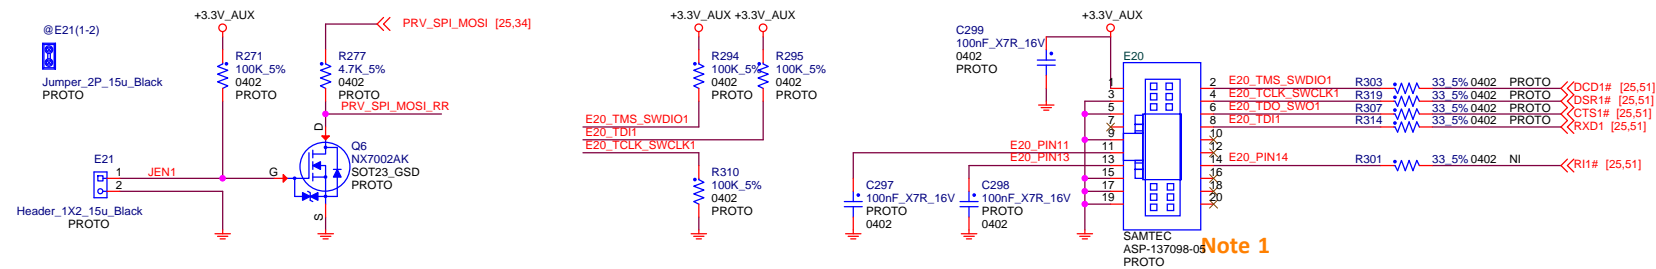 @E21(1-2)
Jumper_2P_15u_Black
PROTO
+3.3V_AUX
R271
100K_5%
0402
PROTO
PRV_SPI_MOSI [25,34]
R277
4.7K_5%
0402
PROTO
PRV_SPI_MOSI_RR
D
Q6
NX7002AK
SOT23_GSD
PROTO
G
S
E21
1
2
JEN1
Header_1X2_15u_Black
PROTO
+3.3V_AUX +3.3V_AUX
R294
100K_5%
0402
PROTO
R295
100K_5%
0402
PROTO
E20_TMS_SWDIO1
E20_TDI1
E20_TCLK_SWCLK1
R310
100K_5%
0402
PROTO
C299
100nF_X7R_16V
0402
PROTO
+3.3V_AUX
E20
1
3
5
7
9
11
13
15
17
19
2
4
6
8
10
12
14
16
18
20
E20_PIN11
E20_PIN13
C297
100nF_X7R_16V
PROTO
0402
C298
100nF_X7R_16V
PROTO
0402
E20_TMS_SWDIO1 R303 33_5% 0402 PROTO DCD1# [25,51]
E20_TCLK_SWCLK1 R319 33_5% 0402 PROTO DSR1# [25,51]
E20_TDO_SWO1 R307 33_5% 0402 PROTO CTS1# [25,51]
E20_TDI1 R314 33_5% 0402 PROTO RXD1 [25,51]
E20_PIN14 R301 33_5% 0402 NI RI1# [25,51]
SAMTEC
ASP-137098-05
PROTO
Note 1